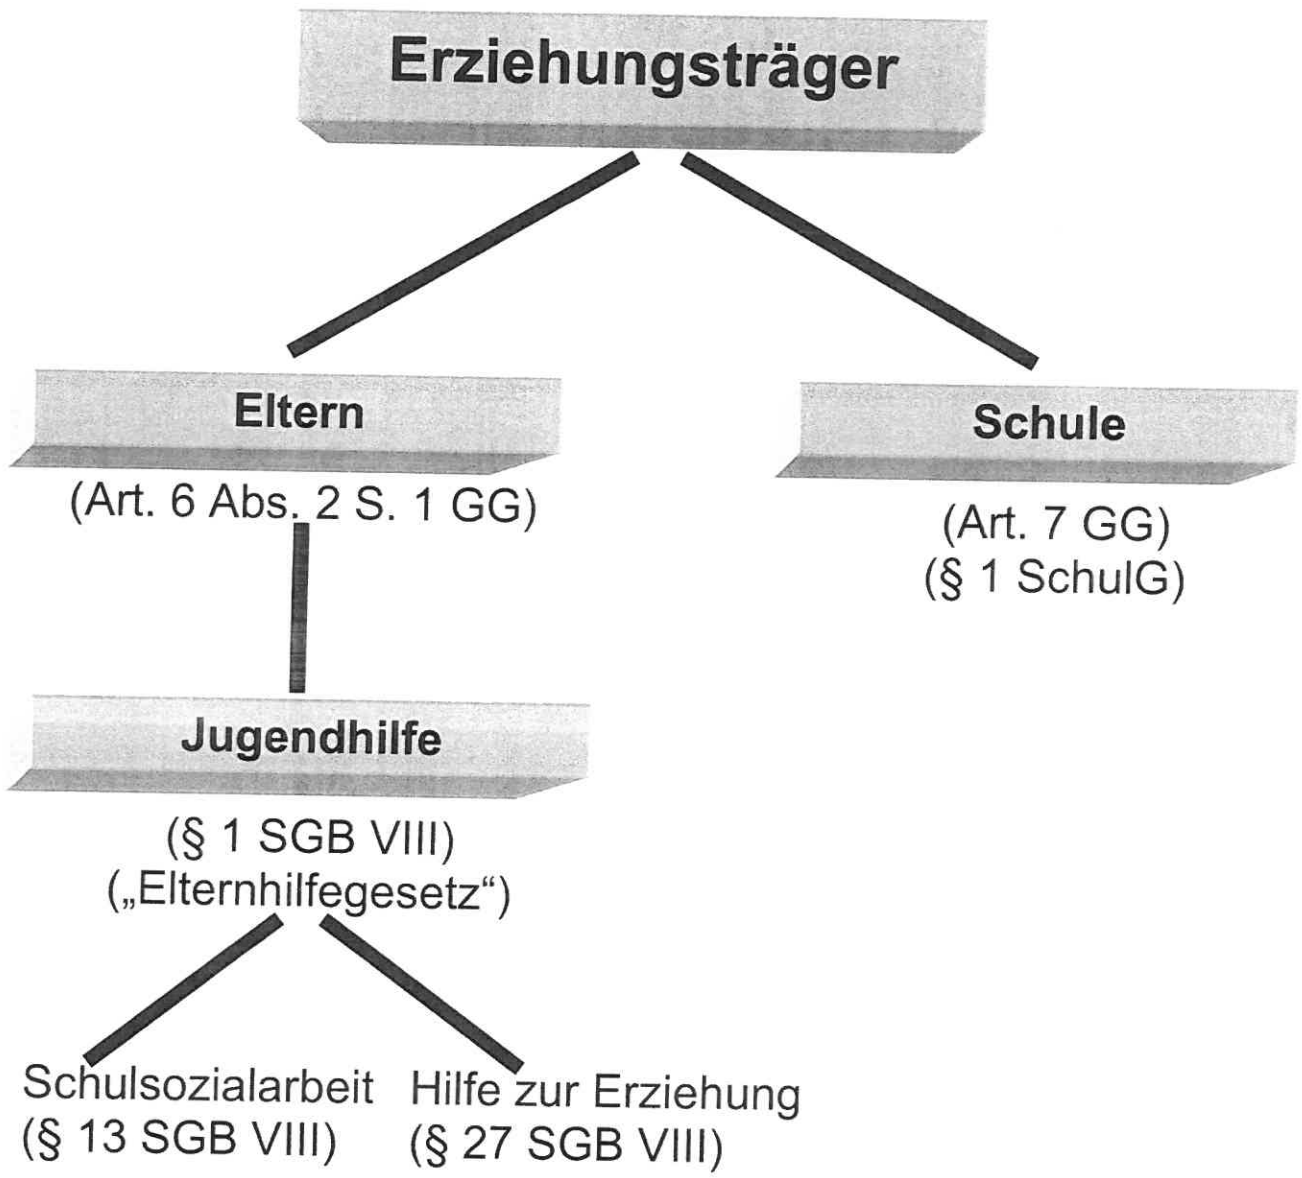 Erziehungsträger
Eltern
(Art. 6 Abs. 2 S. 1 GG)
Schule
(Art. 7 GG)
(§ 1 SchulG)
Jugendhilfe
(§ 1 SGB VIII)
(„Elternhilfegesetz“)
Schulsozialarbeit
(§ 13 SGB VIII)
Hilfe zur Erziehung
(§ 27 SGB VIII)